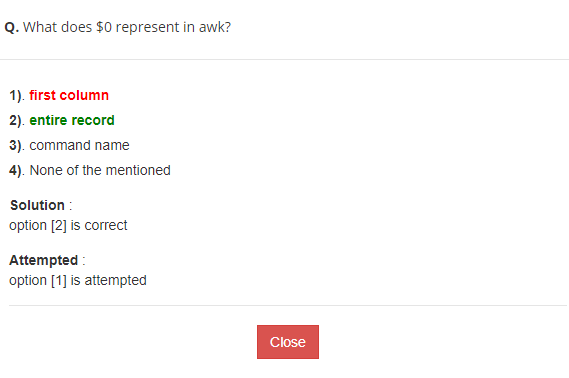 Q. What does $0 represent in awk?
1). first column
2). entire record
3). command name
4). None of the mentioned
Solution :
option [2] is correct
Attempted :
option [1] is attempted
Close